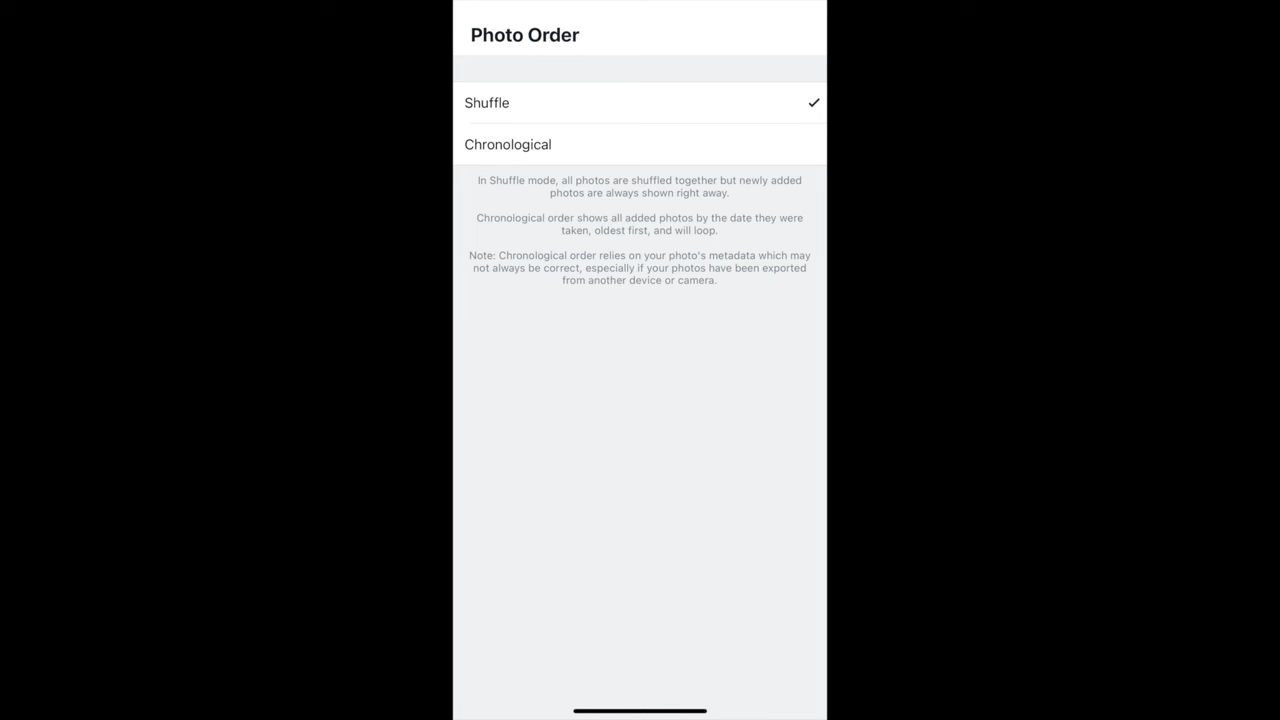 Photo Order
Shuffle
Chronological
In Shuffle mode, all photos are shuffled together but newly added
photos are always shown right away.
Chronological order shows all added photos by the date they were
taken, oldest first, and will loop.
Note: Chronological order relies on your photo's metadata which may
not always be correct, especially if your photos have been exported
from another device or camera.